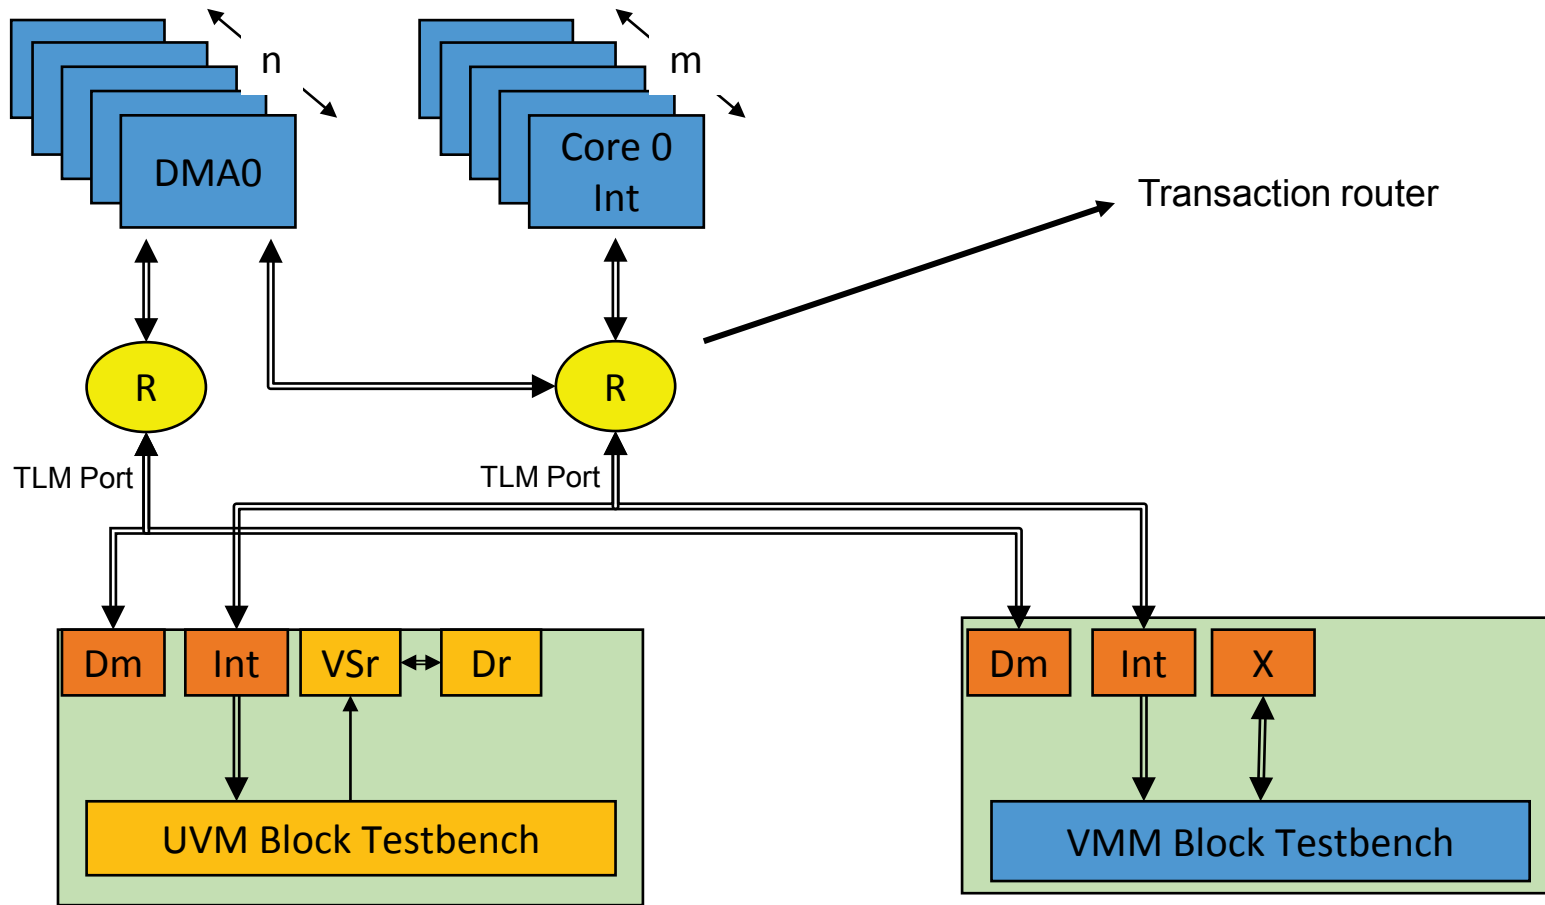 n
m
DMA0
Core 0
Int
Transaction router
R
R
TLM Port
TLM Port
Dm
Int
VSr
Dr
Dm
Int
X
UVM Block Testbench
VMM Block Testbench